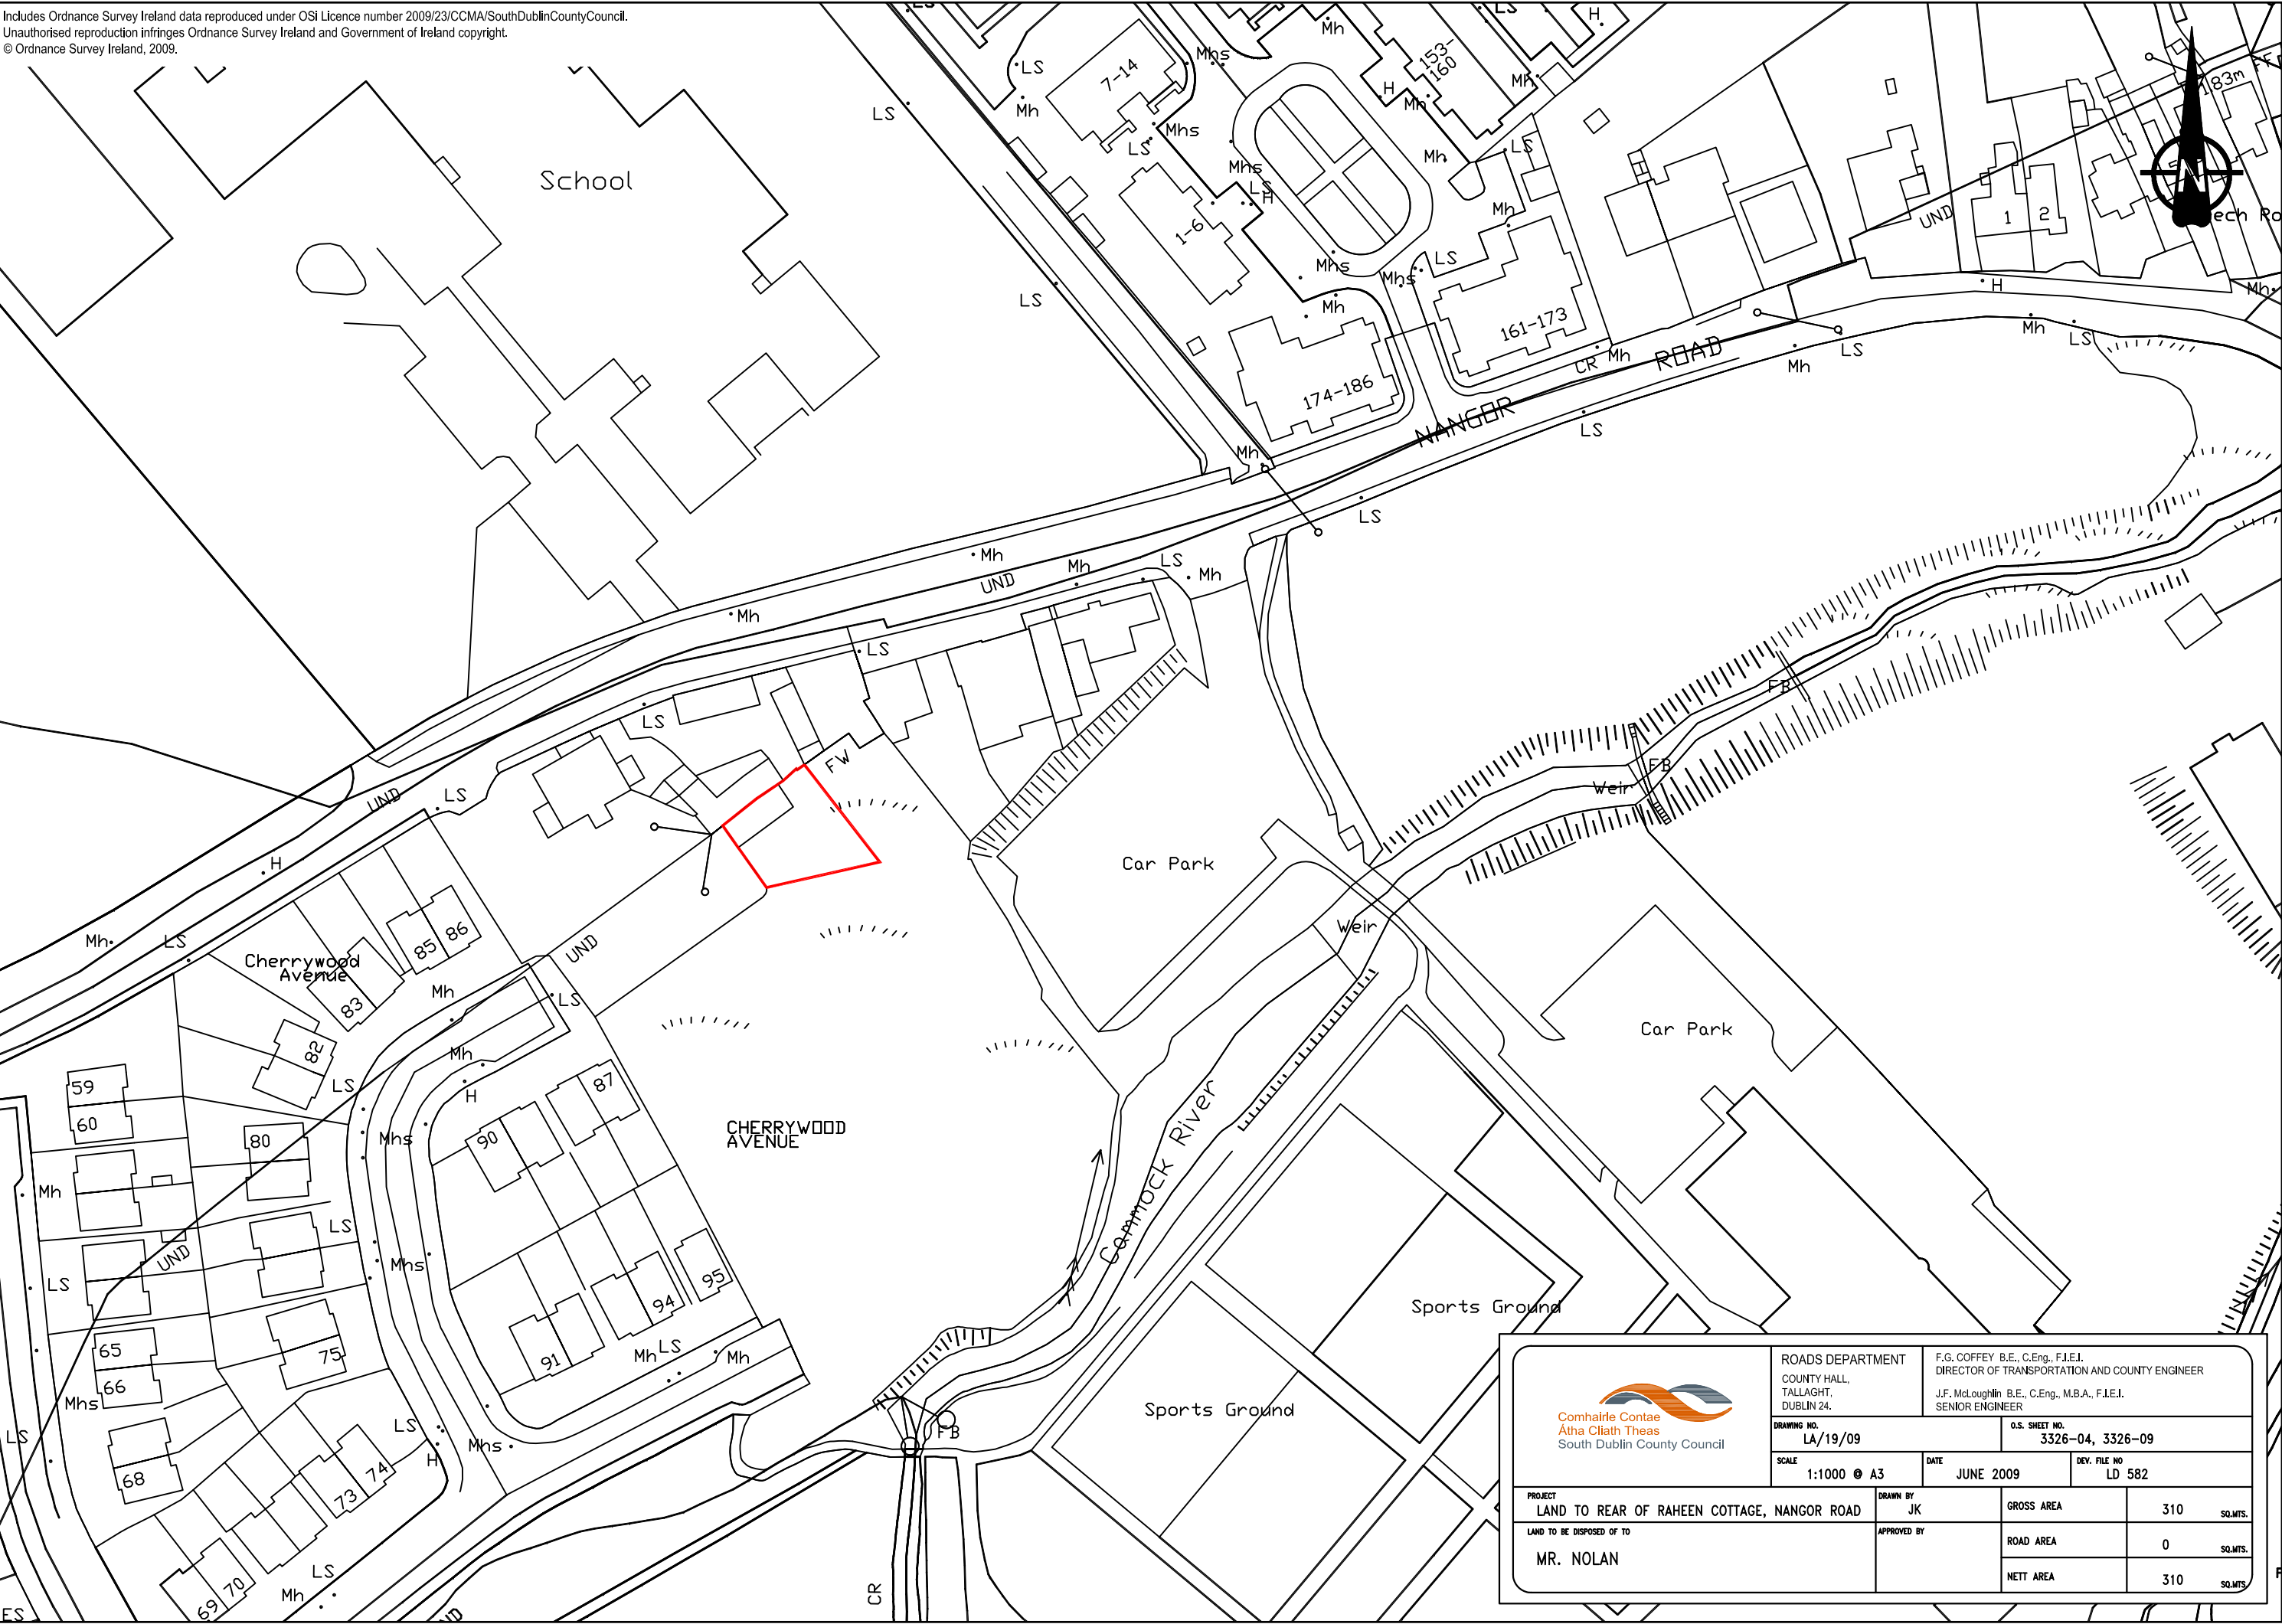 Includes Ordnance Survey Ireland data reproduced under OSi Licence number 2009/23/CCMA/SouthDublinCountyCouncil.
Unauthorised reproduction infringes Ordnance Survey Ireland and Government of Ireland copyright.
© Ordnance Survey Ireland, 2009.
LS
LS
H
Mh
Mhs
153-
160
LS
7-14
Mh
LS
Mh
H
Mh
Mhs
LS
School
Mh
LS
Mhs
LS
H
Mh
1-6
UND
1
2
LS
Mhs
Mhs
LS
H
Mh
Mh
161-173
Mh
LS
CR
Mh
ROAD
LS
Mh
174-186
NANGOR
LS
Mh
LS
Mh
UND
Mh
LS
Mh
Mh
LS
FB
LS
FW
FB
Weir
UND
LS
H
Car Park
Weir
Mh
LS
85
86
UND
Cherrywood
Avenue
83
Mh
LS
Car Park
82
Mh
59
LS
87
H
60
80
Mhs
90
CHERRYWOOD
AVENUE
Cammock River
Mh
LS
UND
Mhs
LS
95
94
Sports Ground
65
75
91
Mh
LS
Mh
66
Mhs
Sports Ground
LS
LS
FB
Mhs
H
68
74
73
LS
Mh
70
69
CR
ES
Comhairle Contae
Átha Cliath Theas
South Dublin County Council
ROADS DEPARTMENT
COUNTY HALL,
TALLAGHT,
DUBLIN 24.
F.G. COFFEY B.E., C.Eng., F.I.E.I.
DIRECTOR OF TRANSPORTATION AND COUNTY ENGINEER
J.F. McLoughlin B.E., C.Eng., M.B.A., F.I.E.I.
SENIOR ENGINEER
DRAWING NO.
LA/19/09
O.S. SHEET NO.
3326-04, 3326-09
SCALE
1:1000 @ A3
DATE
JUNE 2009
DEV. FILE NO
LD 582
PROJECT
LAND TO REAR OF RAHEEN COTTAGE, NANGOR ROAD
DRAWN BY
JK
GROSS AREA
310 SQ.MTS.
LAND TO BE DISPOSED OF TO
MR. NOLAN
APPROVED BY
ROAD AREA
0 SQ.MTS.
NETT AREA
310 SQ.MTS.